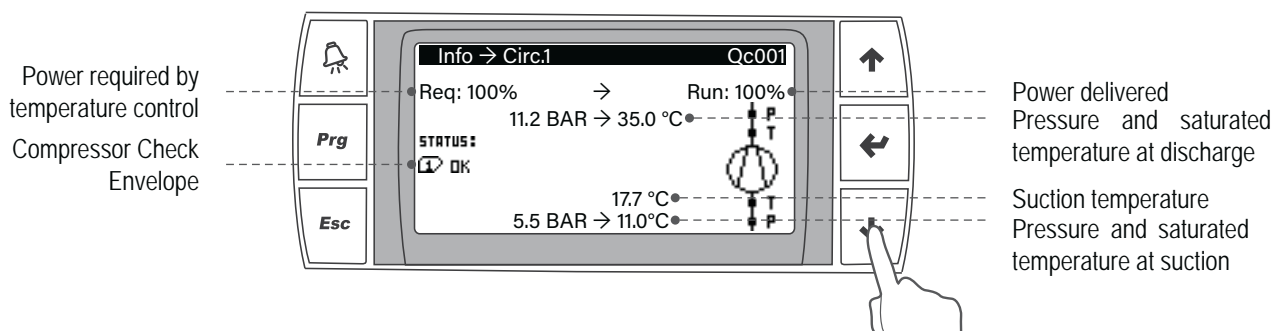 Power required by
temperature control
Compressor Check
Envelope
Prg
Esc
Info → Circ.1 Qc001
Req: 100% → Run: 100%
11.2 BAR → 35.0 °C
P
T
STATUS:
1 OK
17.7 °C
T
5.5 BAR → 11.0°C
P
Power delivered
Pressure and saturated
temperature at discharge
Suction temperature
Pressure and saturated
temperature at suction